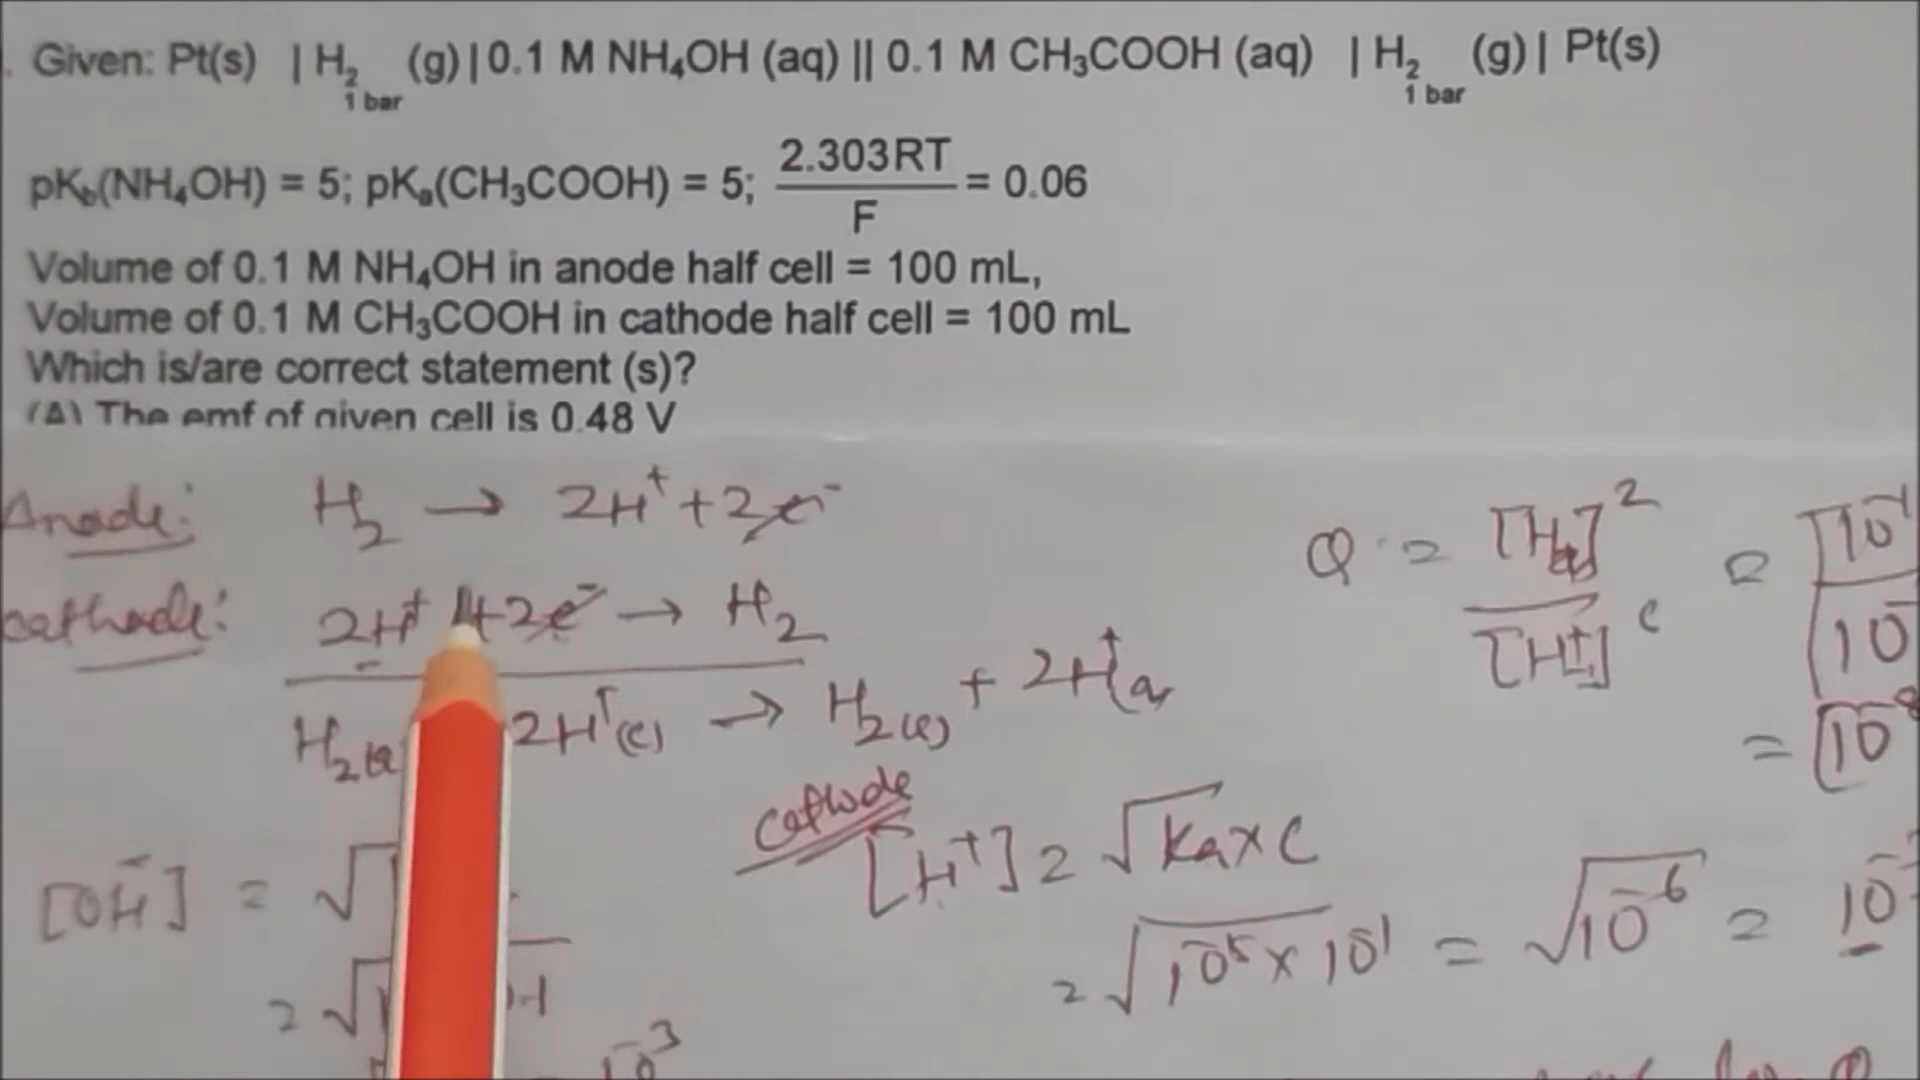 Given: Pt(s) | H₂ (g) | 0.1 M NH₄OH (aq) || 0.1 M CH₃COOH (aq) | H₂ (g) | Pt(s)
1 bar 1 bar
pK_b(NH₄OH) = 5; pK_a(CH₃COOH) = 5; 2.303RT/F = 0.06
Volume of 0.1 M NH₄OH in anode half cell = 100 mL,
Volume of 0.1 M CH₃COOH in cathode half cell = 100 mL
Which is/are correct statement (s)?
(A) The emf of given cell is 0.48 V
Anode: H₂ → 2H⁺ + 2e⁻
Cathode: 2H⁺ + 2e⁻ → H₂
2H⁺(c) → H₂(c) + 2H⁺(a)
Q =
Cathode
[H⁺] = √Ka×C
= √10⁻⁵×10⁻¹ = √10⁻⁶ =
[OH⁻] = √